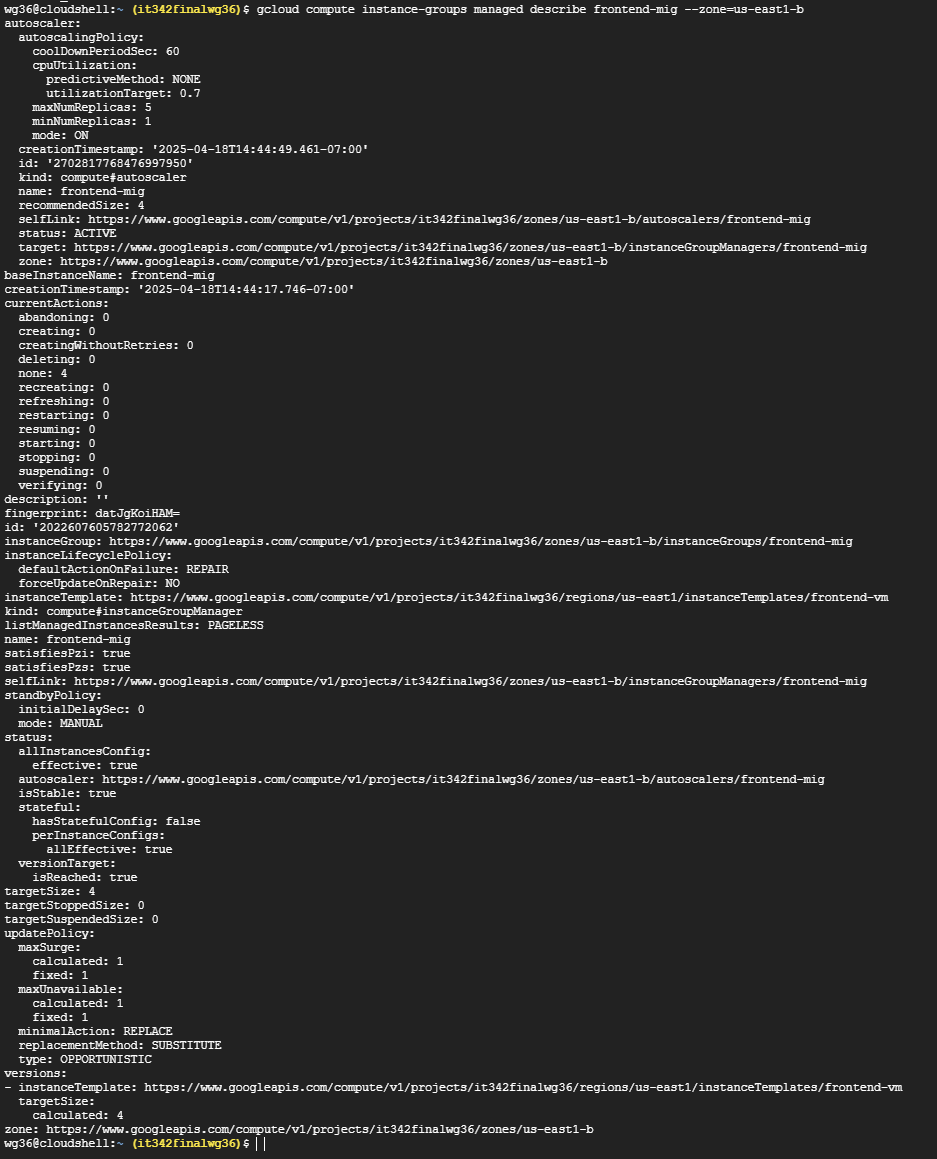 wg36@cloudshell:~ (it342finalwg36)$ gcloud compute instance-groups managed describe frontend-mig --zone=us-east1-b
autoscaler:
  autoscalingPolicy:
    coolDownPeriodSec: 60
    cpuUtilization:
      predictiveMethod: NONE
      utilizationTarget: 0.7
    maxNumReplicas: 5
    minNumReplicas: 1
    mode: ON
  creationTimestamp: '2025-04-18T14:44:49.461-07:00'
  id: '2702817768476997950'
  kind: compute#autoscaler
  name: frontend-mig
  recommendedSize: 4
  selfLink: https://www.googleapis.com/compute/v1/projects/it342finalwg36/zones/us-east1-b/autoscalers/frontend-mig
  status: ACTIVE
  target: https://www.googleapis.com/compute/v1/projects/it342finalwg36/zones/us-east1-b/instanceGroupManagers/frontend-mig
  zone: https://www.googleapis.com/compute/v1/projects/it342finalwg36/zones/us-east1-b
baseInstanceName: frontend-mig
creationTimestamp: '2025-04-18T14:44:17.746-07:00'
currentActions:
  abandoning: 0
  creating: 0
  creatingWithoutRetries: 0
  deleting: 0
  none: 4
  recreating: 0
  refreshing: 0
  restarting: 0
  resuming: 0
  starting: 0
  stopping: 0
  suspending: 0
  verifying: 0
description: ''
fingerprint: datJgKoiHAM=
id: '2022607605782772062'
instanceGroup: https://www.googleapis.com/compute/v1/projects/it342finalwg36/zones/us-east1-b/instanceGroups/frontend-mig
instanceLifecyclePolicy:
  defaultActionOnFailure: REPAIR
  forceUpdateOnRepair: NO
instanceTemplate: https://www.googleapis.com/compute/v1/projects/it342finalwg36/regions/us-east1/instanceTemplates/frontend-vm
kind: compute#instanceGroupManager
listManagedInstancesResults: PAGELESS
name: frontend-mig
satisfiesPzi: true
satisfiesPzs: true
selfLink: https://www.googleapis.com/compute/v1/projects/it342finalwg36/zones/us-east1-b/instanceGroupManagers/frontend-mig
standbyPolicy:
  initialDelaySec: 0
  mode: MANUAL
status:
  allInstancesConfig:
    effective: true
  autoscaler: https://www.googleapis.com/compute/v1/projects/it342finalwg36/zones/us-east1-b/autoscalers/frontend-mig
  isStable: true
  stateful:
    hasStatefulConfig: false
    perInstanceConfigs:
      allEffective: true
  versionTarget:
    isReached: true
targetSize: 4
targetStoppedSize: 0
targetSuspendedSize: 0
updatePolicy:
  maxSurge:
    calculated: 1
    fixed: 1
  maxUnavailable:
    calculated: 1
    fixed: 1
  minimalAction: REPLACE
  replacementMethod: SUBSTITUTE
  type: OPPORTUNISTIC
versions:
- instanceTemplate: https://www.googleapis.com/compute/v1/projects/it342finalwg36/regions/us-east1/instanceTemplates/frontend-vm
  targetSize:
    calculated: 4
zone: https://www.googleapis.com/compute/v1/projects/it342finalwg36/zones/us-east1-b
wg36@cloudshell:~ (it342finalwg36)$